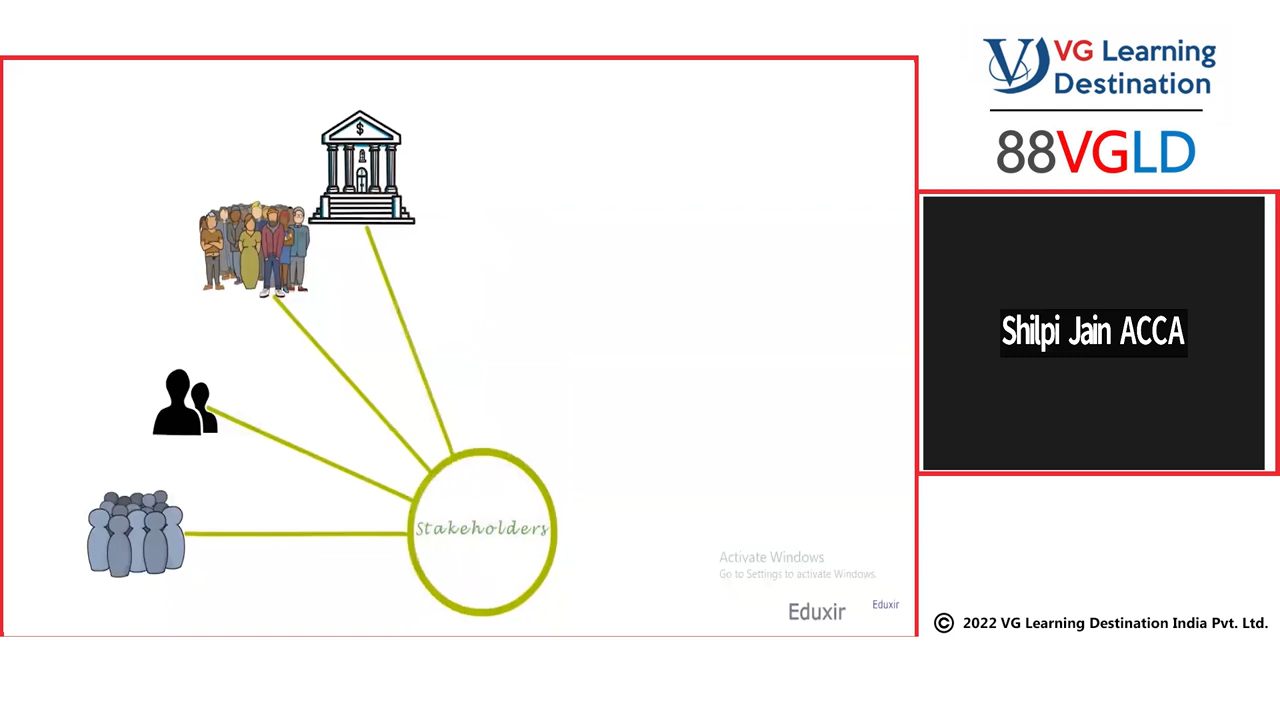 VG Learning
Destination
88VGLD
$
Shilpi Jain ACCA
Stakeholders
Activate Windows
Go to Settings to activate Windows.
Eduxir
Eduxir
© 2022 VG Learning Destination India Pvt. Ltd.